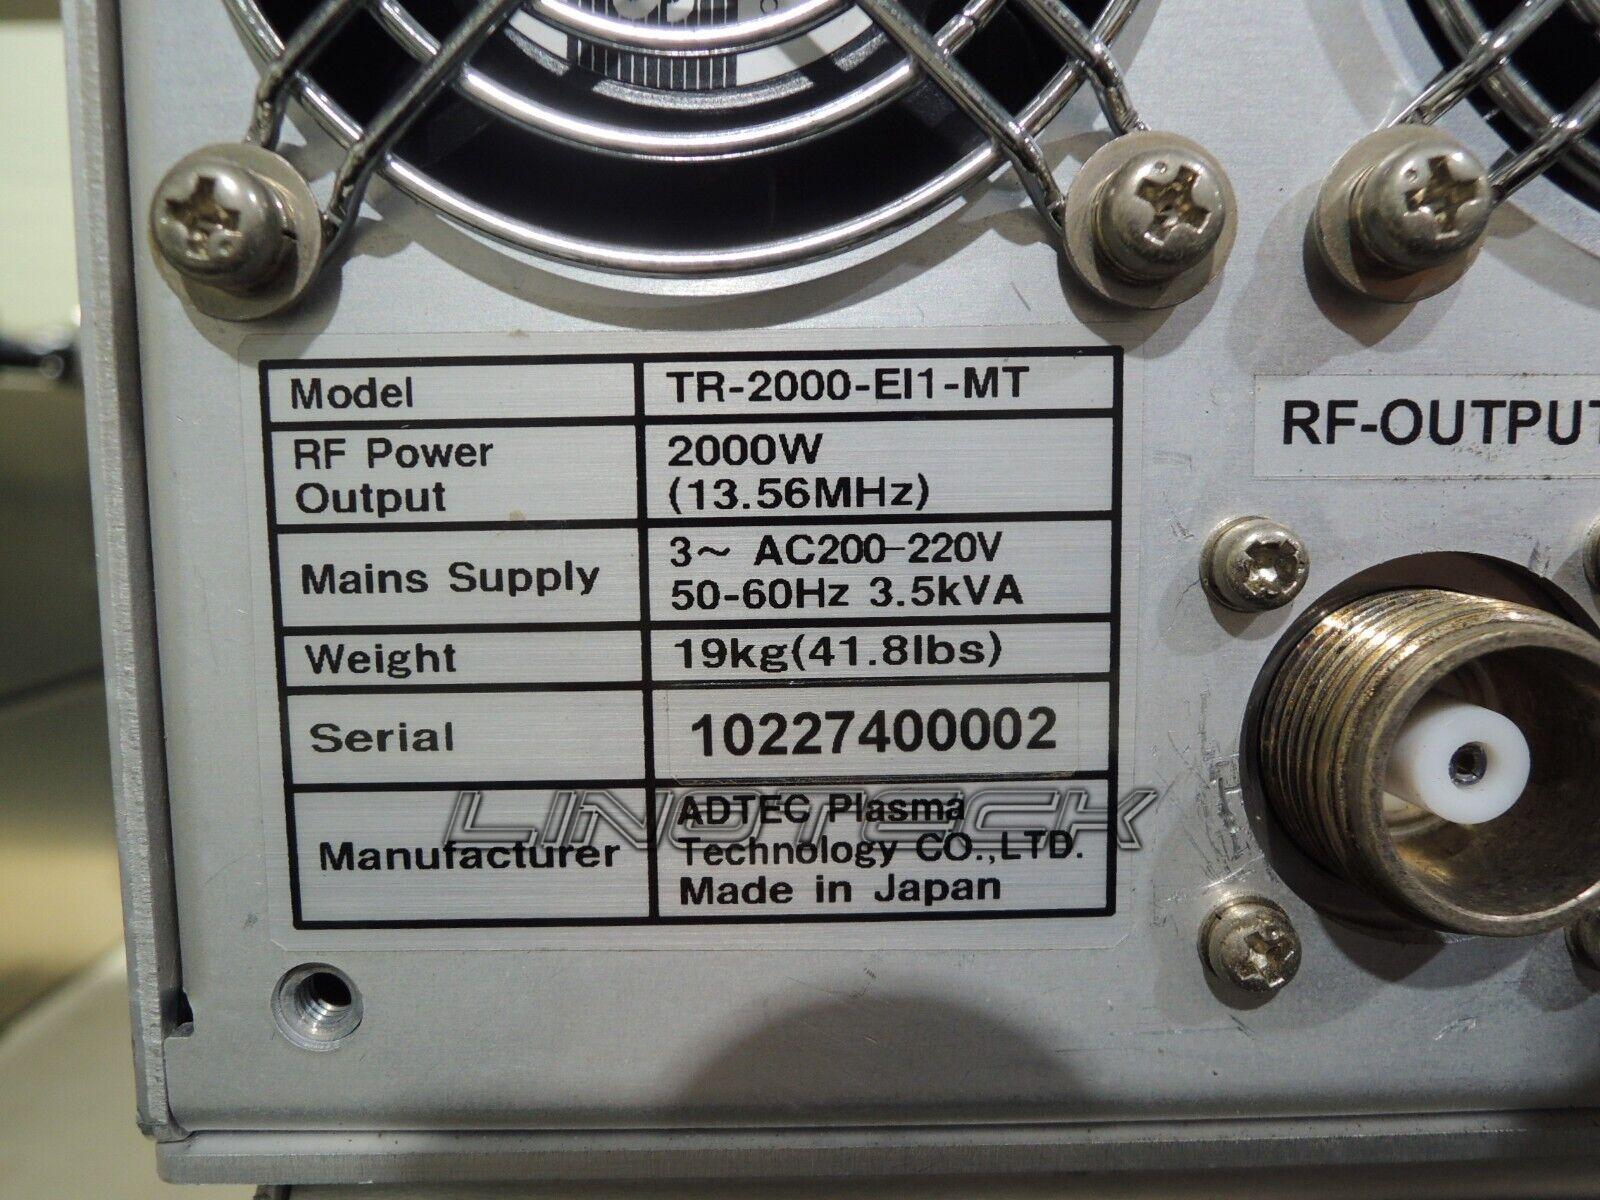 Model TR-2000-EI1-MT
RF Power 2000W
Output (13.56MHz)
Mains Supply 3~ AC200-220V
50-60Hz 3.5kVA
Weight 19kg(41.8lbs)
Serial 10227400002
Manufacturer ADTEC Plasma
Technology CO.,LTD.
Made in Japan
RF-OUTPUT
LINOTECK